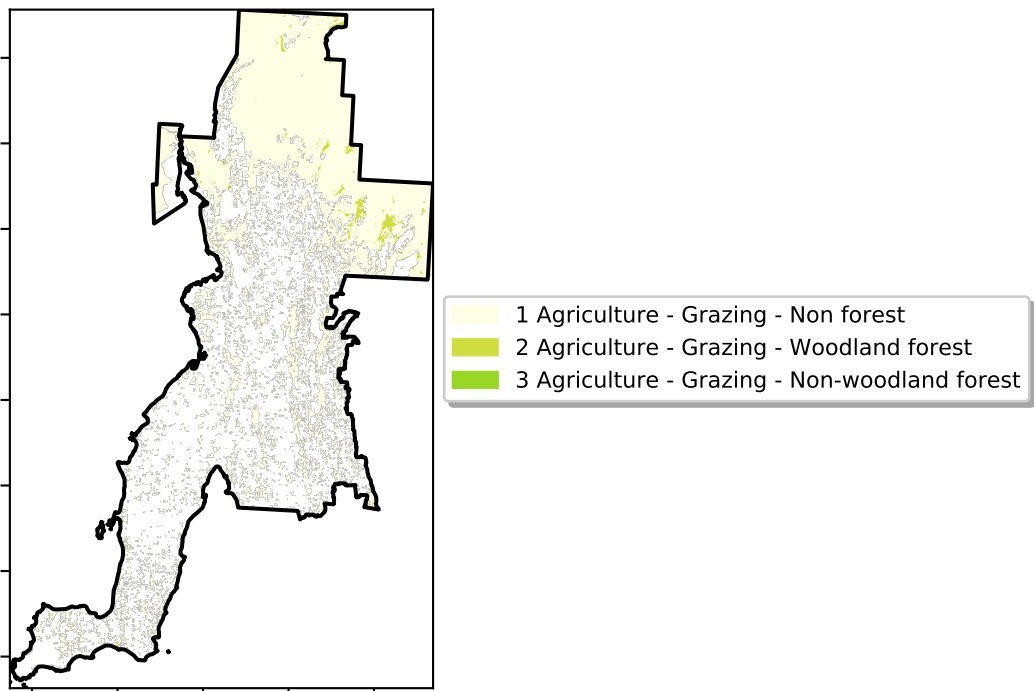 1 Agriculture - Grazing - Non forest
2 Agriculture - Grazing - Woodland forest
3 Agriculture - Grazing - Non-woodland forest